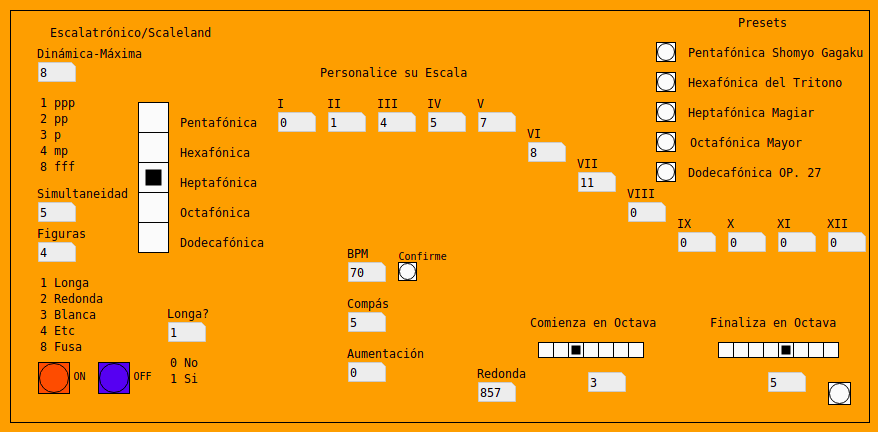 Escalatrónico/Scaleland
Dinámica-Máxima
8
1 ppp
2 pp
3 p
4 mp
8 fff
Simultaneidad
5
Figuras
4
1 Longa
2 Redonda
3 Blanca
4 Etc
8 Fusa
ON
OFF
Pentafónica
Hexafónica
Heptafónica
Octafónica
Dodecafónica
Longa?
1
0 No
1 Si
Personalice su Escala
I II III IV V
0 1 4 5 7
VI
8
VII
11
VIII
0
IX X XI XII
0 0 0 0
BPM
70
Confirme
Compás
5
Aumentación
0
Redonda
857
Comienza en Octava
3
Finaliza en Octava
5
Presets
Pentafónica Shomyo Gagaku
Hexafónica del Tritono
Heptafónica Magiar
Octafónica Mayor
Dodecafónica OP. 27